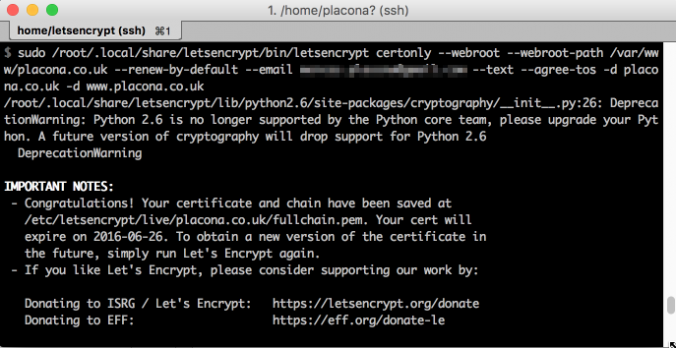 1. /home/placona? (ssh)
home/letsencrypt (ssh) ⌘1
$ sudo /root/.local/share/letsencrypt/bin/letsencrypt certonly --webroot --webroot-path /var/ww
w/placona.co.uk --renew-by-default --email --text --agree-tos -d placo
na.co.uk -d www.placona.co.uk
/root/.local/share/letsencrypt/lib/python2.6/site-packages/cryptography/__init__.py:26: Depreca
tionWarning: Python 2.6 is no longer supported by the Python core team, please upgrade your Pyt
hon. A future version of cryptography will drop support for Python 2.6
DeprecationWarning
IMPORTANT NOTES:
- Congratulations! Your certificate and chain have been saved at
/etc/letsencrypt/live/placona.co.uk/fullchain.pem. Your cert will
expire on 2016-06-26. To obtain a new version of the certificate in
the future, simply run Let's Encrypt again.
- If you like Let's Encrypt, please consider supporting our work by:
Donating to ISRG / Let's Encrypt: https://letsencrypt.org/donate
Donating to EFF: https://eff.org/donate-le